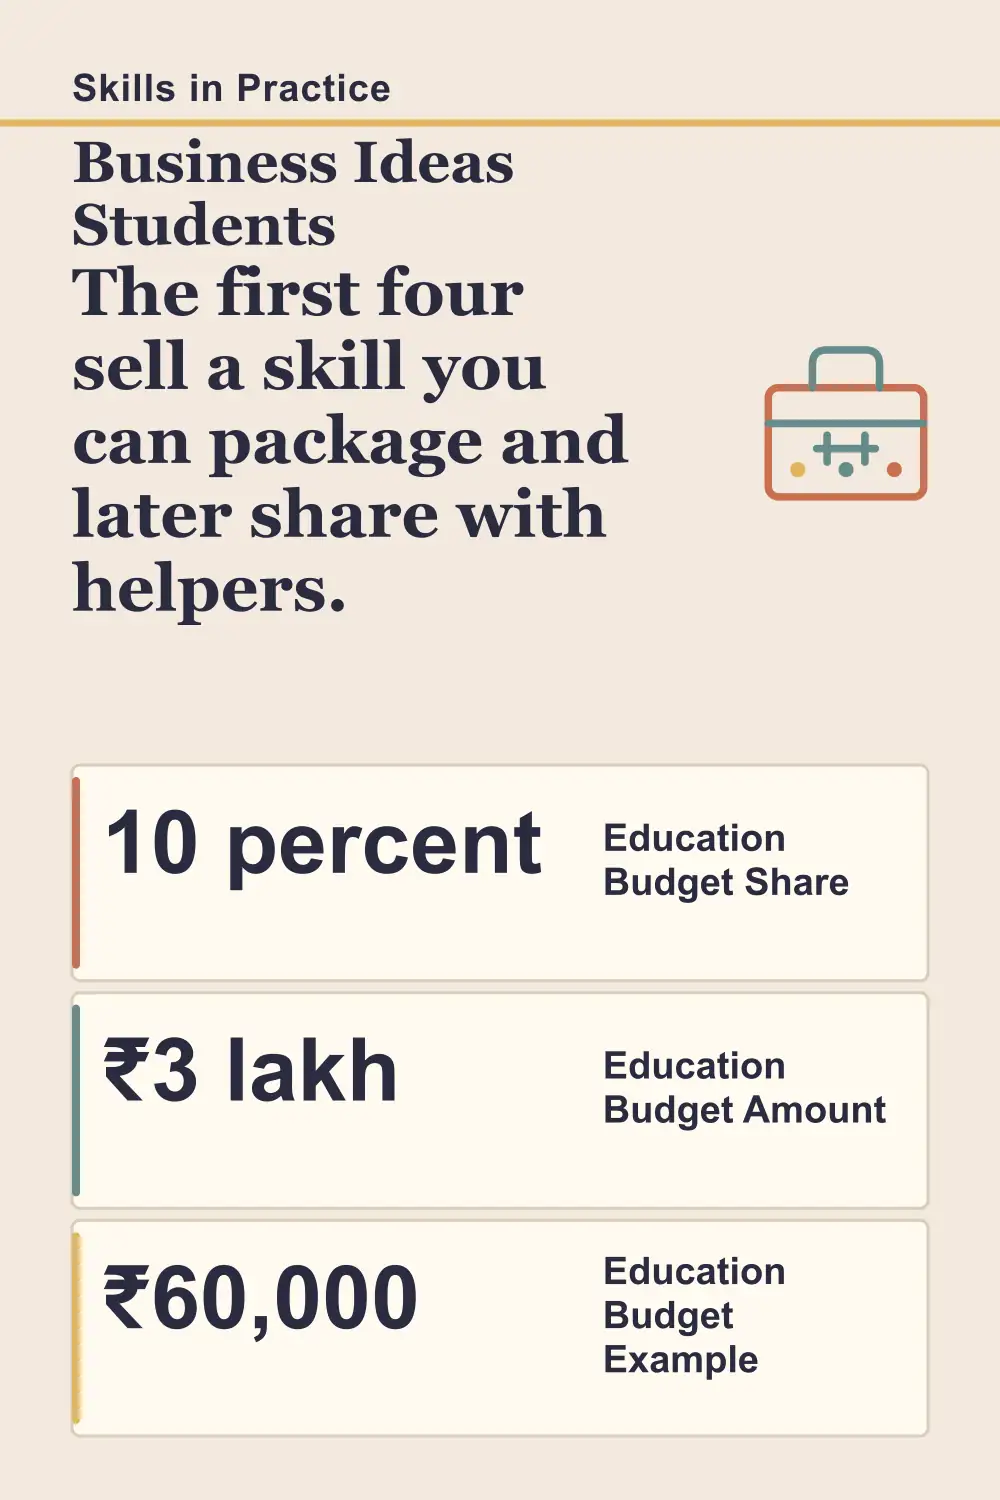 Skills in Practice
Business Ideas
Students
The first four
sell a skill you
can package and
later share with
helpers.
10 percent
Education
Budget Share
₹3 lakh
Education
Budget Amount
₹60,000
Education
Budget
Example